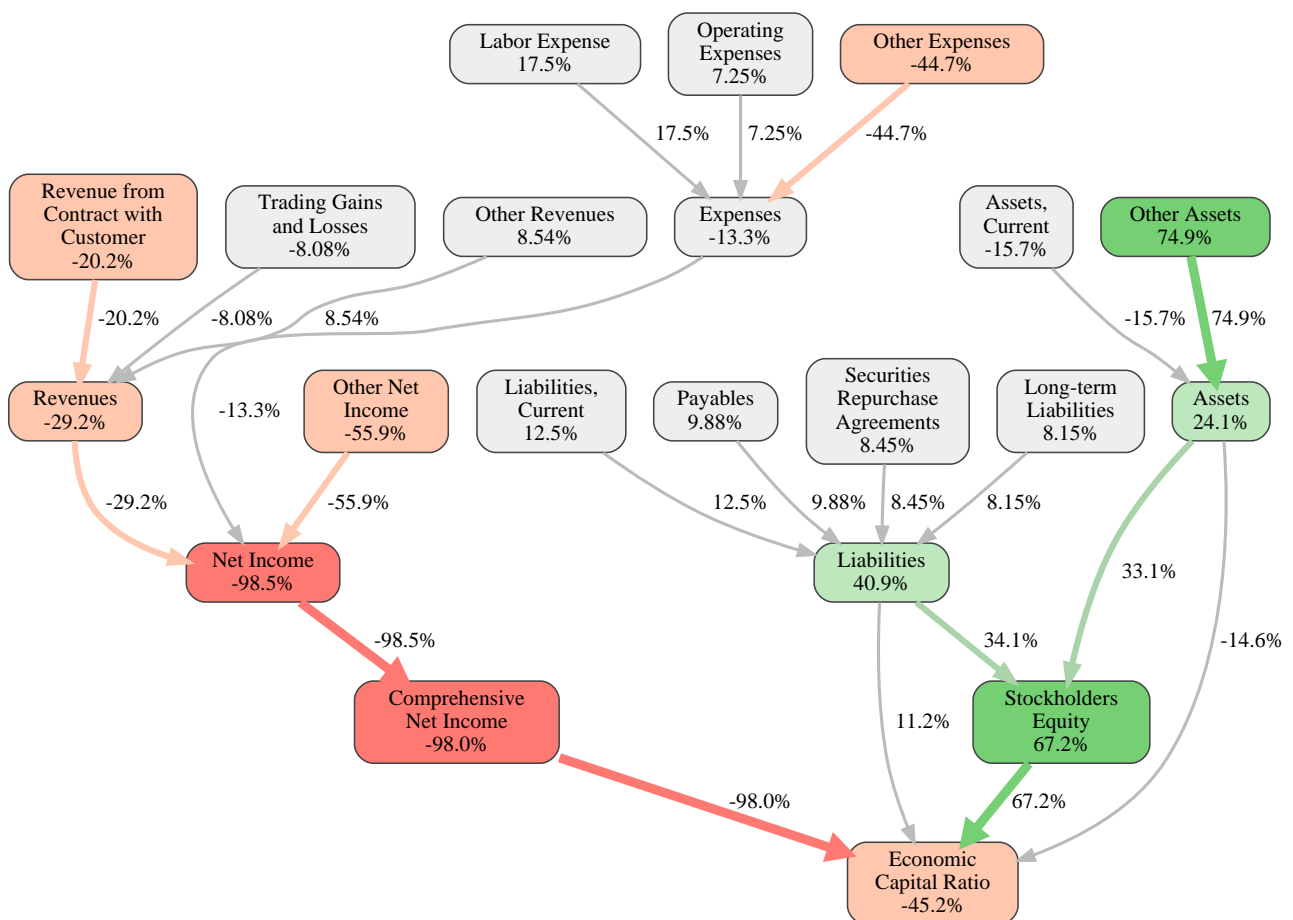 Labor Expense
17.5%
Operating
Expenses
7.25%
Other Expenses
-44.7%
17.5%
7.25%
-44.7%
Revenue from
Contract with
Customer
-20.2%
Trading Gains
and Losses
-8.08%
Other Revenues
8.54%
Expenses
-13.3%
Assets,
Current
-15.7%
Other Assets
74.9%
-20.2%
-8.08%
8.54%
-15.7%
74.9%
Revenues
-29.2%
-13.3%
Other Net
Income
-55.9%
Liabilities,
Current
12.5%
Payables
9.88%
Securities
Repurchase
Agreements
8.45%
Long-term
Liabilities
8.15%
Assets
24.1%
-29.2%
-55.9%
12.5%
9.88%
8.45%
8.15%
Net Income
-98.5%
Liabilities
40.9%
33.1%
-98.5%
34.1%
-14.6%
Comprehensive
Net Income
-98.0%
11.2%
Stockholders
Equity
67.2%
-98.0%
67.2%
Economic
Capital Ratio
-45.2%